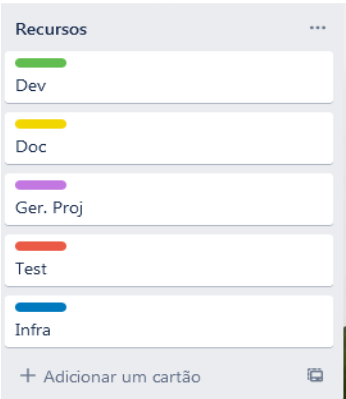 Recursos
Dev
Doc
Ger. Proj
Test
Infra
Adicionar um cartão